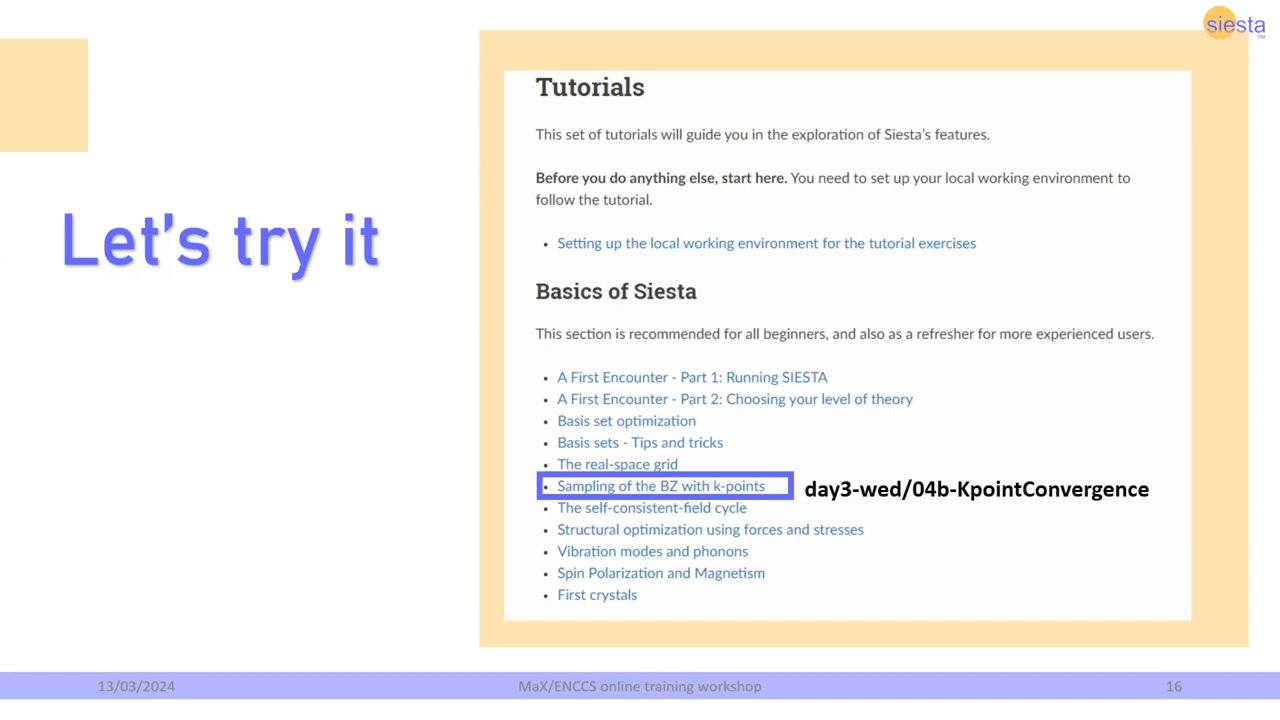 siesta
TM
Let's try it
Tutorials
This set of tutorials will guide you in the exploration of Siesta's features.
Before you do anything else, start here. You need to set up your local working environment to
follow the tutorial.
• Setting up the local working environment for the tutorial exercises
Basics of Siesta
This section is recommended for all beginners, and also as a refresher for more experienced users.
• A First Encounter - Part 1: Running SIESTA
• A First Encounter - Part 2: Choosing your level of theory
• Basis set optimization
• Basis sets - Tips and tricks
• The real-space grid
• Sampling of the BZ with k-points
day3-wed/04b-KpointConvergence
• The self-consistent-field cycle
• Structural optimization using forces and stresses
• Vibration modes and phonons
• Spin Polarization and Magnetism
• First crystals
13/03/2024
MaX/ENCCS online training workshop
16